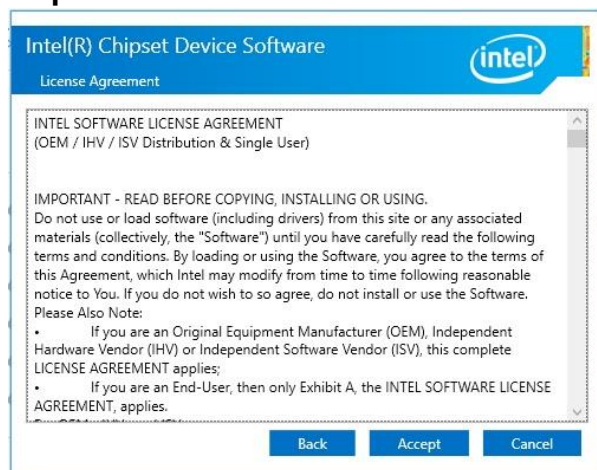 Intel(R) Chipset Device Software
intel
License Agreement
INTEL SOFTWARE LICENSE AGREEMENT
(OEM / IHV / ISV Distribution & Single User)
IMPORTANT - READ BEFORE COPYING, INSTALLING OR USING.
Do not use or load software (including drivers) from this site or any associated
materials (collectively, the "Software") until you have carefully read the following
terms and conditions. By loading or using the Software, you agree to the terms of
this Agreement, which Intel may modify from time to time following reasonable
notice to You. If you do not wish to so agree, do not install or use the Software.
Please Also Note:
• If you are an Original Equipment Manufacturer (OEM), Independent
Hardware Vendor (IHV) or Independent Software Vendor (ISV), this complete
LICENSE AGREEMENT applies;
• If you are an End-User, then only Exhibit A, the INTEL SOFTWARE LICENSE
AGREEMENT, applies.
Back Accept Cancel